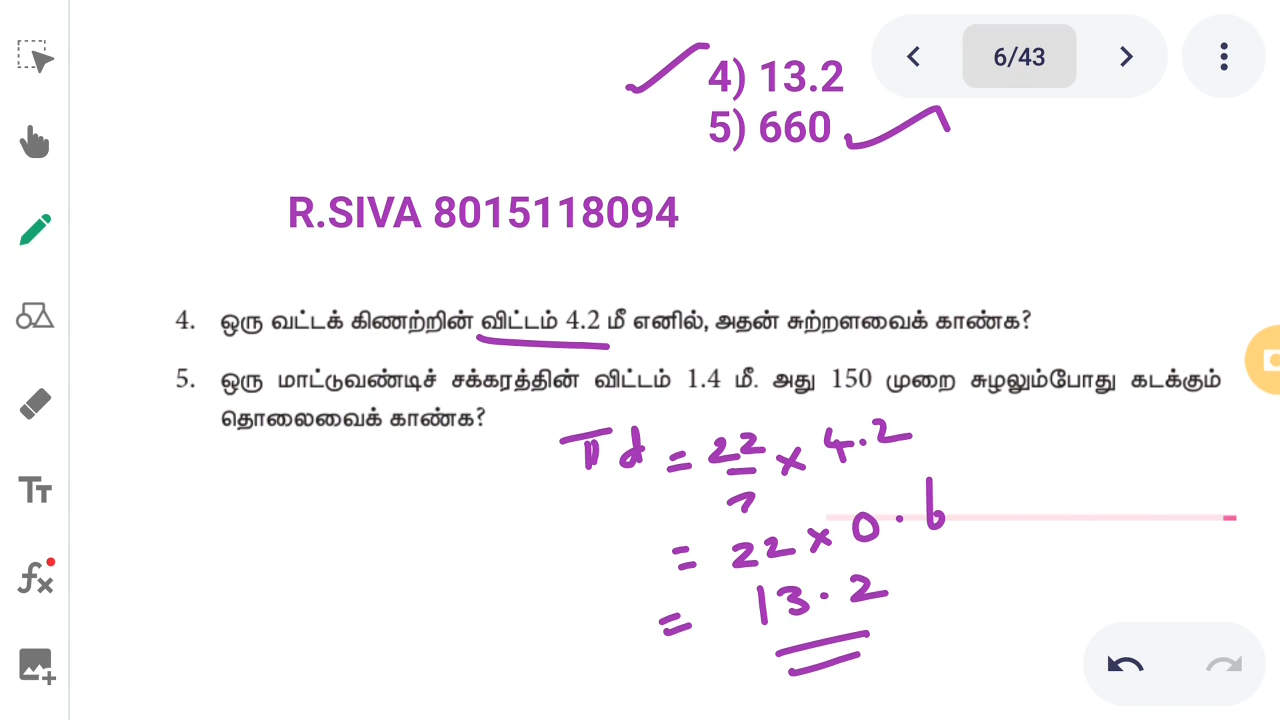 6/43
4) 13.2
5) 660
R.SIVA 8015118094
4. ஒரு வட்டக் கிணற்றின் விட்டம் 4.2 மீ எனில், அதன் சுற்றளவைக் காண்க?
5. ஒரு மாட்டுவண்டிச் சக்கரத்தின் விட்டம் 1.4 மீ. அது 150 முறை சுழலும்போது கடக்கும்
தொலைவைக் காண்க?
πd = 22/7 × 4.2
= 22 × 0.6
= 13.2
Tт
fx